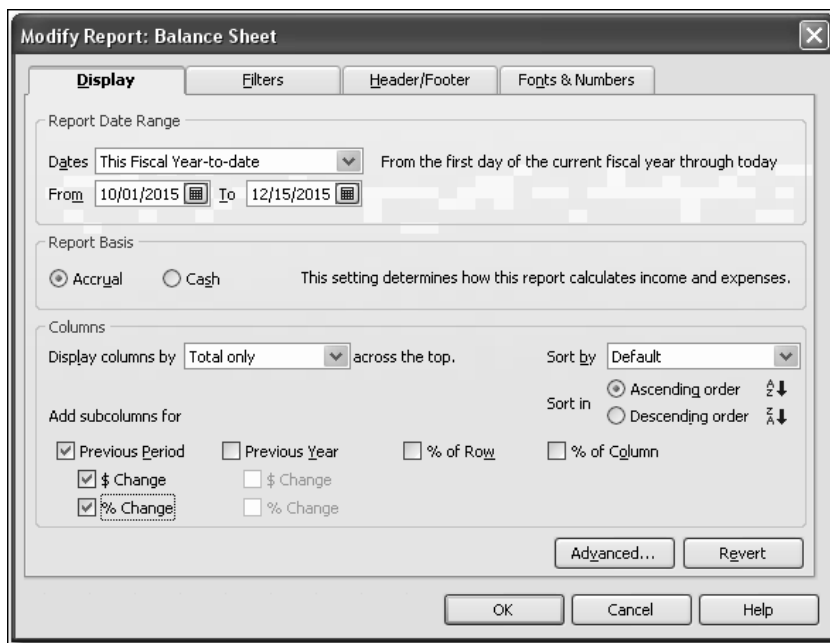 Modify Report: Balance Sheet
Display
Filters
Header/Footer
Fonts & Numbers
Report Date Range
Dates This Fiscal Year-to-date From the first day of the current fiscal year through today
From 10/01/2015 To 12/15/2015
Report Basis
Accrual Cash This setting determines how this report calculates income and expenses.
Columns
Display columns by Total only across the top. Sort by Default
Sort in Ascending order A Z
Descending order Z A
Add subcolumns for
Previous Period Previous Year % of Row % of Column
$ Change $ Change
% Change % Change
Advanced... Revert
OK Cancel Help